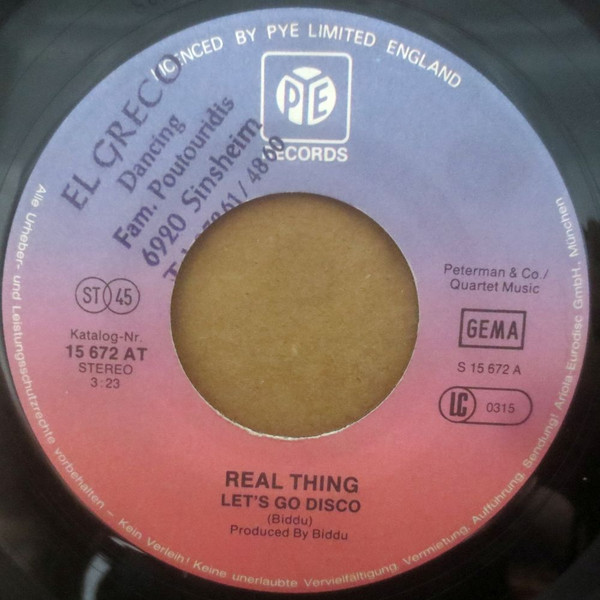 LICENCED BY PYE LIMITED ENGLAND
PYE
RECORDS
EL GRECO
Dancing
Fam. Poutouridis
6920 Sinsheim
ST 45
Katalog-Nr.
15 672 AT
STEREO
3:23
Peterman & Co./
Quartet Music
GEMA
S 15 672 A
LC 0315
REAL THING
LET'S GO DISCO
(Biddu)
Produced By Biddu
Alle Urheber- und Leistungsschutzrechte vorbehalten – Kein Verleih! Keine unerlaubte Vervielfältigung, Vermietung, Aufführung, Sendung! Ariola-Eurodisc GmbH, München